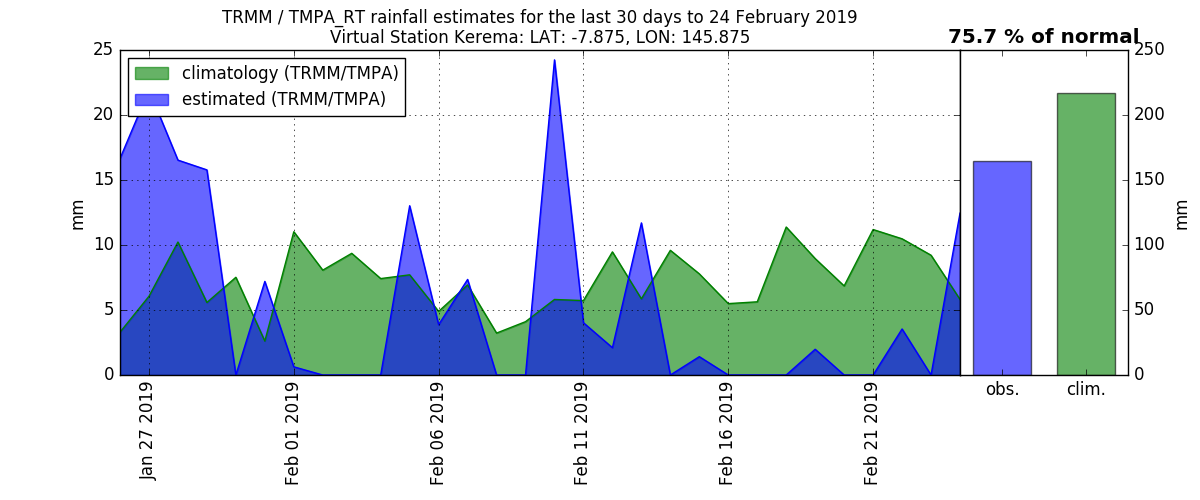 TRMM / TMPA_RT rainfall estimates for the last 30 days to 24 February 2019
Virtual Station Kerema: LAT: -7.875, LON: 145.875
75.7 % of normal
climatology (TRMM/TMPA)
estimated (TRMM/TMPA)
25
20
15
10
5
0
mm
250
200
150
100
50
0
mm
Jan 27 2019
Feb 01 2019
Feb 06 2019
Feb 11 2019
Feb 16 2019
Feb 21 2019
obs.
clim.